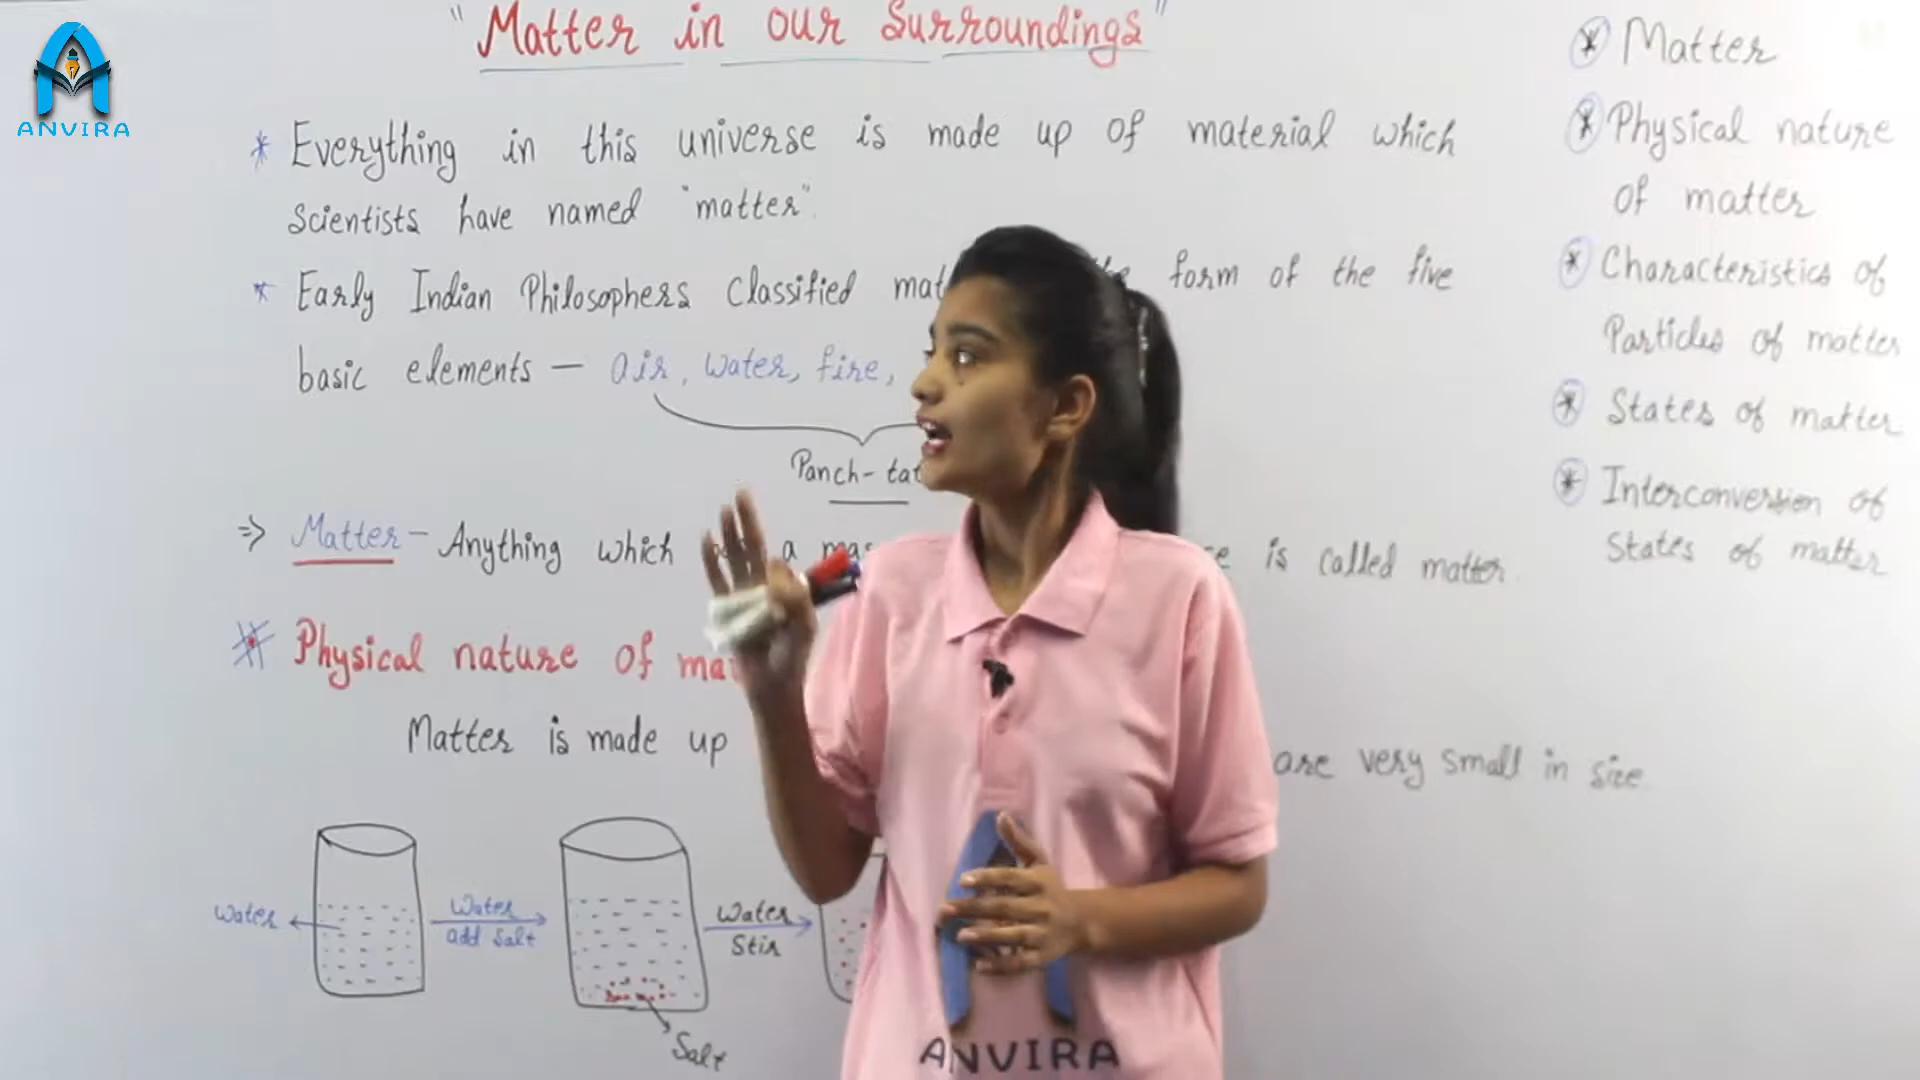 "Matter in our Surroundings"
* Everything in this universe is made up of material which
Scientists have named "matter".
* Early Indian Philosophers classified form of the five
basic elements — air, water, fire,
Panch-
⇒ Matter - Anything which a is called matter.
Physical nature of
Matter is made up are very small in size
Water
Water
add Salt
Water
Stir
Salt
* Matter
* Physical nature
of matter
* Characteristics of
Particles of matter
* States of matter
* Interconversion of
States of matter
ANVIRA
ANVIRA